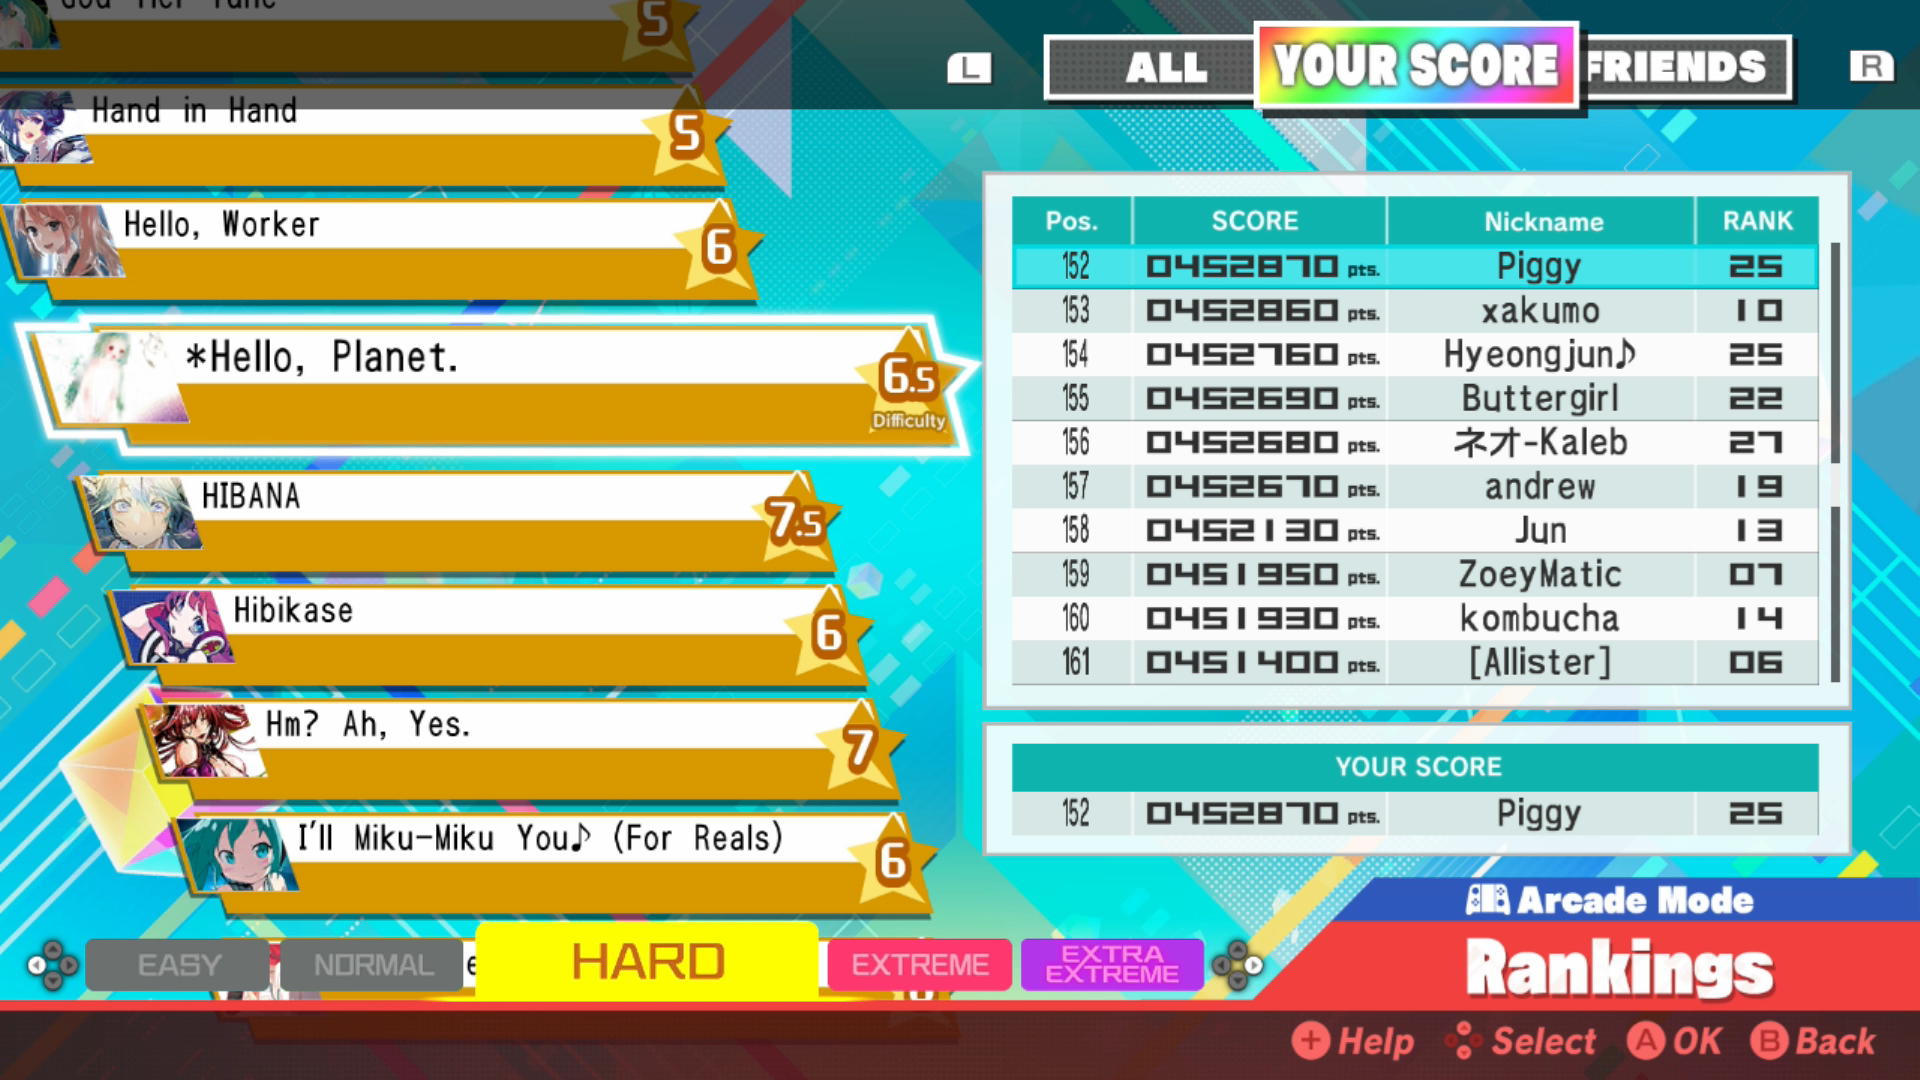 God Tier Tune
5
L
ALL
YOUR SCORE
FRIENDS
R
Hand in Hand
5
Hello, Worker
6
*Hello, Planet.
6.5
Difficulty
HIBANA
7.5
Hibikase
6
Hm? Ah, Yes.
7
I'll Miku-Miku You♪ (For Reals)
6
Pos. SCORE Nickname RANK
152 0452870 pts. Piggy 25
153 0452860 pts. xakumo 10
154 0452760 pts. Hyeongjun♪ 25
155 0452690 pts. Buttergirl 22
156 0452680 pts. ネオ-Kaleb 27
157 0452670 pts. andrew 19
158 0452130 pts. Jun 13
159 0451950 pts. ZoeyMatic 07
160 0451930 pts. kombucha 14
161 0451400 pts. [Allister] 06
YOUR SCORE
152 0452870 pts. Piggy 25
Arcade Mode
Rankings
EASY NORMAL HARD EXTREME EXTRA
EXTREME
+ Help Select A OK B Back